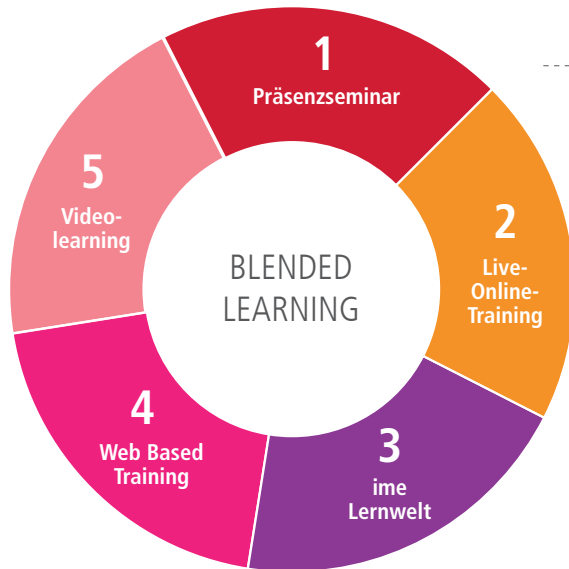 1
Präsenzseminar
2
Live-
Online-
Training
3
ime
Lernwelt
4
Web Based
Training
5
Video-
learning
BLENDED
LEARNING